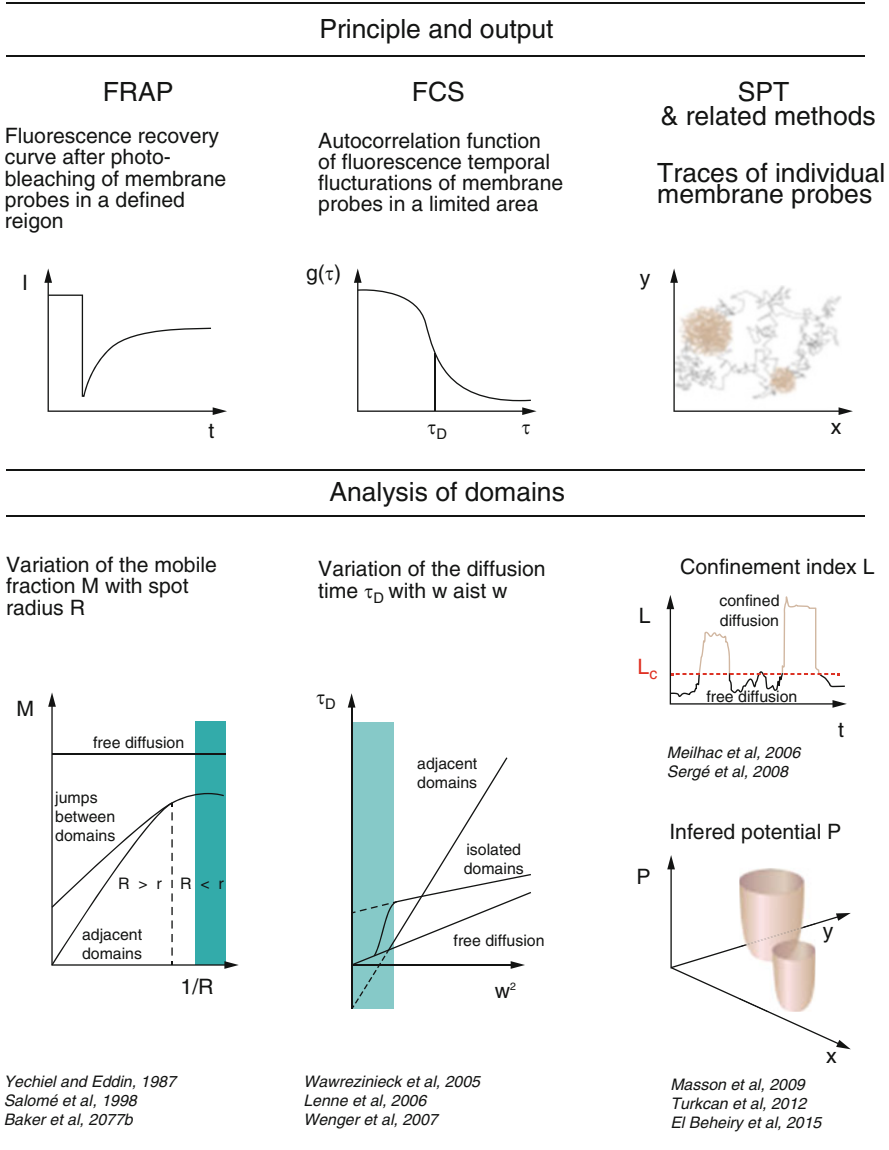 Principle and output
FRAP
Fluorescence recovery
curve after photo-
bleaching of membrane
probes in a defined
reigon
I
t
FCS
Autocorrelation function
of fluorescence temporal
flucturations of membrane
probes in a limited area
g(τ)
τD
τ
SPT
& related methods
Traces of individual
membrane probes
y
x
Analysis of domains
Variation of the mobile
fraction M with spot
radius R
M
free diffusion
jumps
between
domains
R > r
R < r
adjacent
domains
1/R
Yechiel and Eddin, 1987
Salomé et al, 1998
Baker et al, 2077b
Variation of the diffusion
time τD with w aist w
τD
adjacent
domains
isolated
domains
free diffusion
w²
Wawrezinieck et al, 2005
Lenne et al, 2006
Wenger et al, 2007
Confinement index L
L
confined
diffusion
Lc
free diffusion
t
Meilhac et al, 2006
Sergé et al, 2008
Infered potential P
P
y
x
Masson et al, 2009
Turkcan et al, 2012
El Beheiry et al, 2015